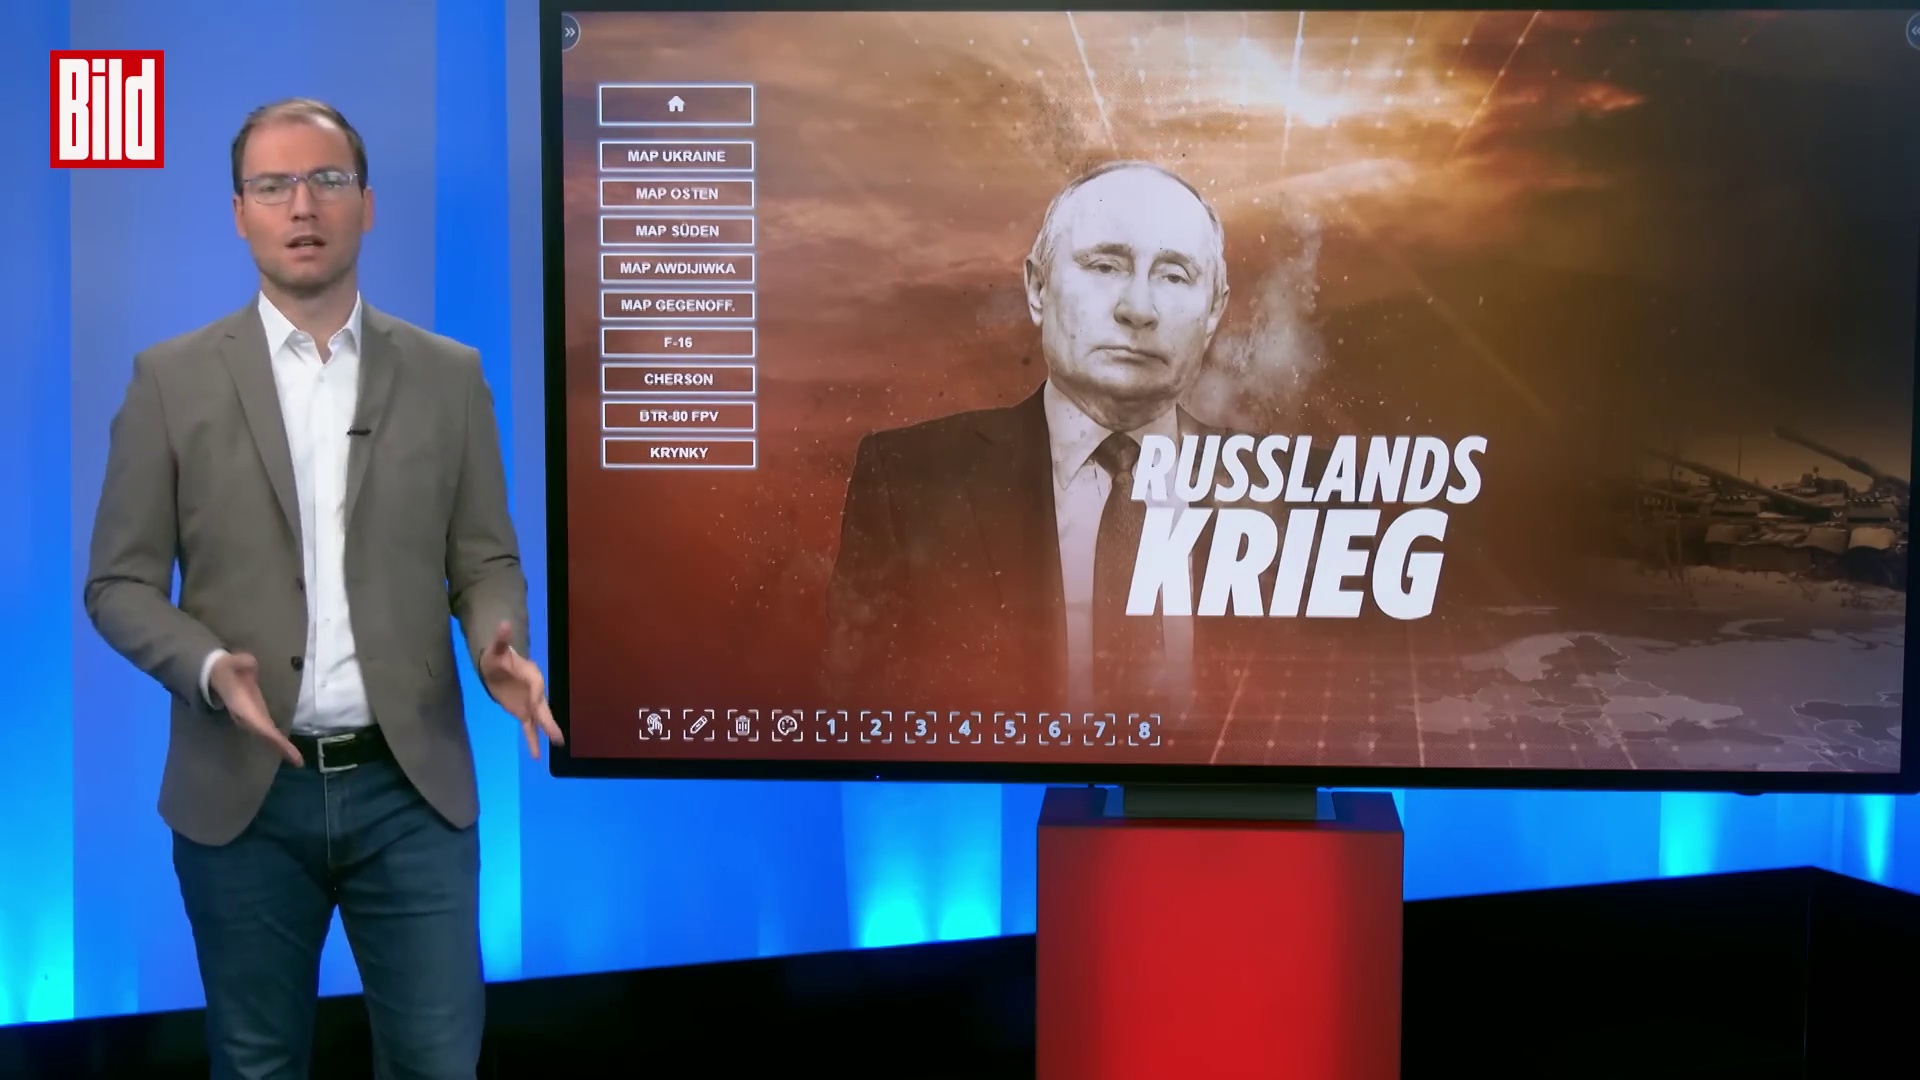 Bild
MAP UKRAINE
MAP OSTEN
MAP SÜDEN
MAP AWDIJIWKA
MAP GEGENOFF.
F-16
CHERSON
BTR-80 FPV
KRYNKY
RUSSLANDS
KRIEG
1 2 3 4 5 6 7 8